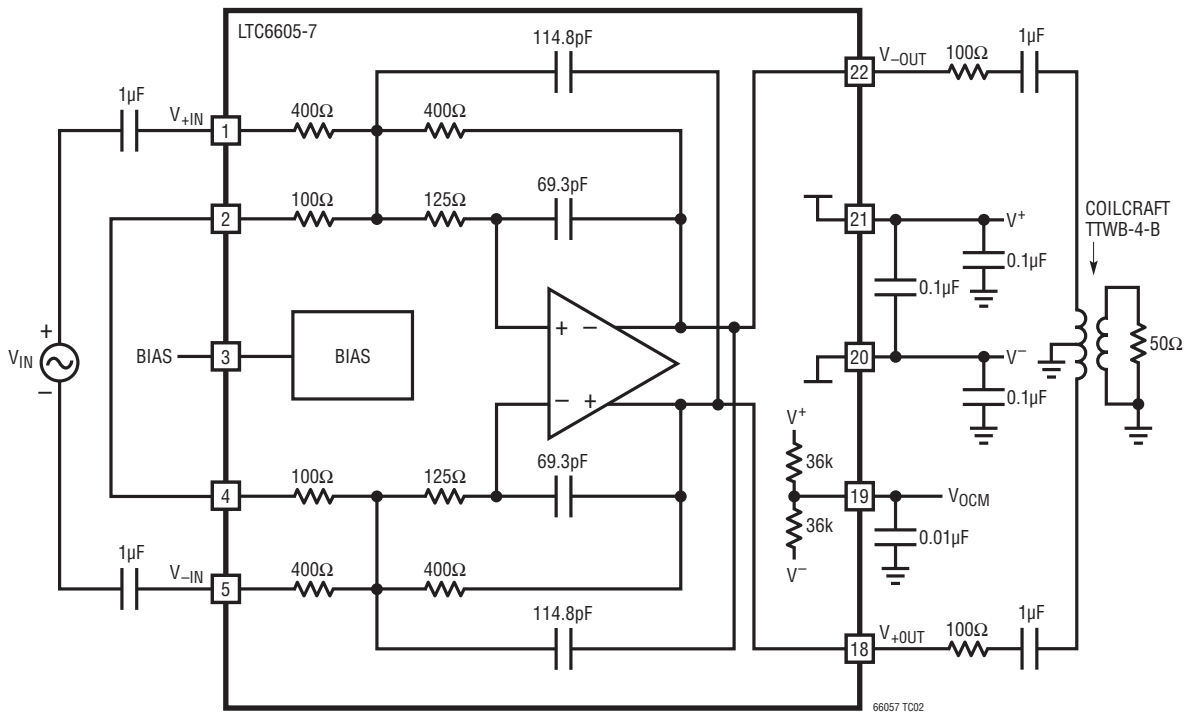 LTC6605-7
114.8pF
22
V–OUT
100Ω
1µF
1µF
V+IN
1
400Ω
400Ω
2
100Ω
125Ω
69.3pF
21
V+
COILCRAFT
TTWB-4-B
0.1µF
0.1µF
+
VIN
–
BIAS
3
BIAS
+ –
– +
20
V–
50Ω
0.1µF
V+
36k
4
100Ω
125Ω
69.3pF
19
VOCM
36k
0.01µF
V–
1µF
V–IN
5
400Ω
400Ω
114.8pF
18
V+OUT
100Ω
1µF
66057 TC02